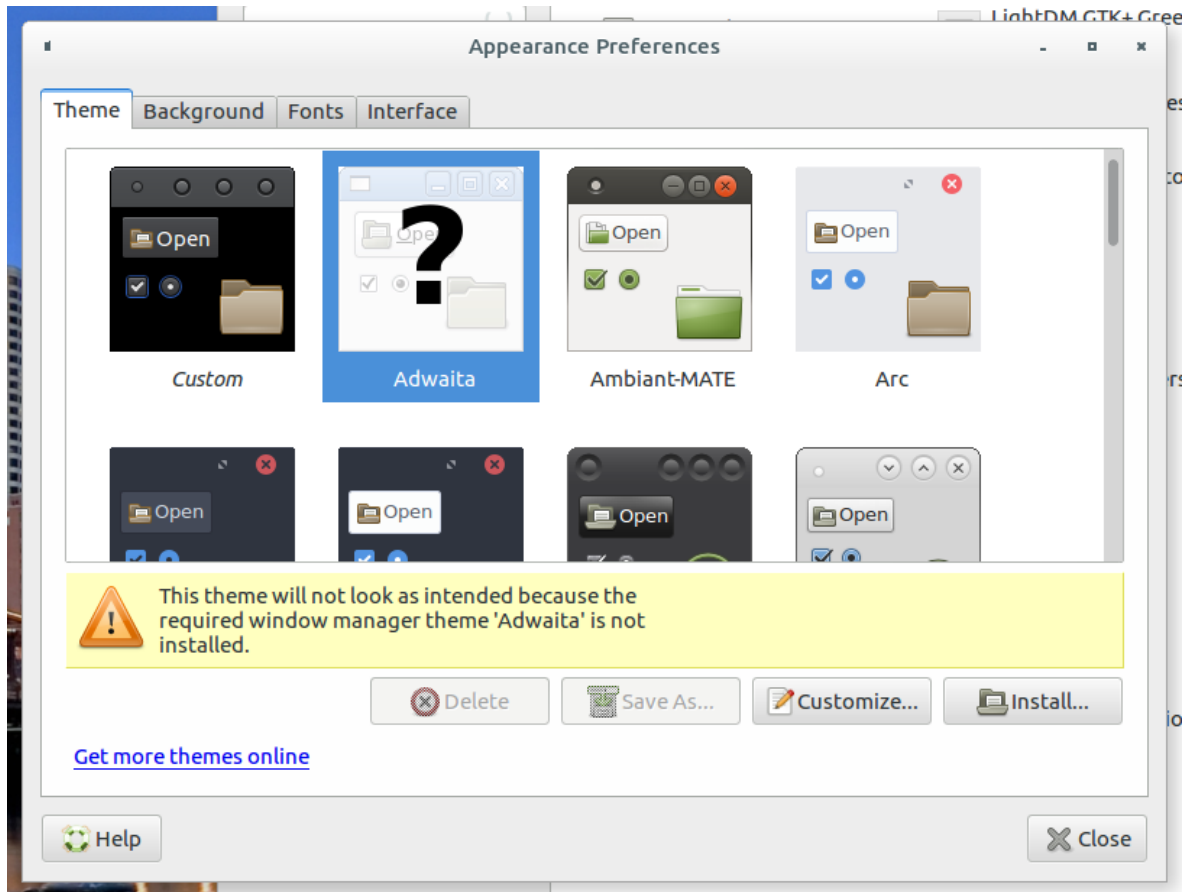 LightDM GTK+ Gree
Appearance Preferences
Theme Background Fonts Interface
Open Open Open Open
?
Custom Adwaita Ambiant-MATE Arc
Open Open Open Open
This theme will not look as intended because the
required window manager theme 'Adwaita' is not
installed.
Delete Save As... Customize... Install...
Get more themes online
Help Close